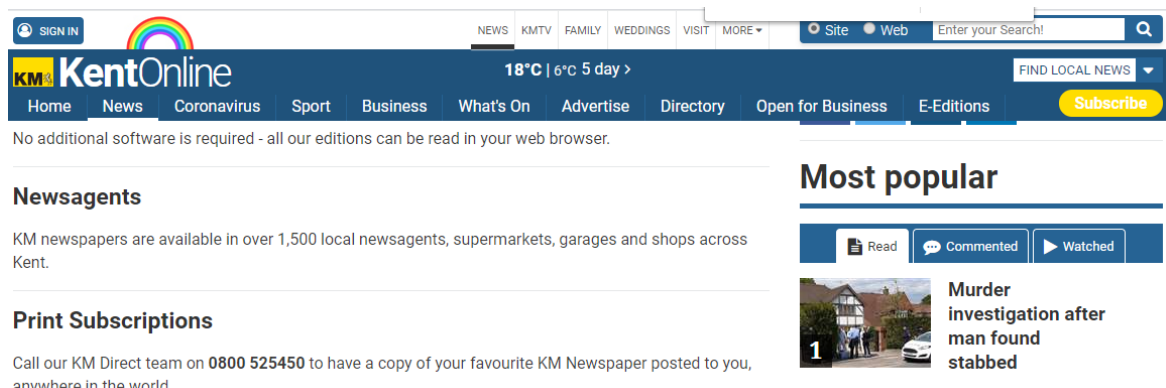 SIGN IN
NEWS KMTV FAMILY WEDDINGS VISIT MORE
Site Web Enter your Search!
KM KentOnline
18°C | 6°C 5 day >
FIND LOCAL NEWS
Home News Coronavirus Sport Business What's On Advertise Directory Open for Business E-Editions Subscribe
No additional software is required - all our editions can be read in your web browser.
Newsagents
KM newspapers are available in over 1,500 local newsagents, supermarkets, garages and shops across
Kent.
Print Subscriptions
Call our KM Direct team on 0800 525450 to have a copy of your favourite KM Newspaper posted to you,
anywhere in the world
Most popular
Read Commented Watched
1
Murder
investigation after
man found
stabbed